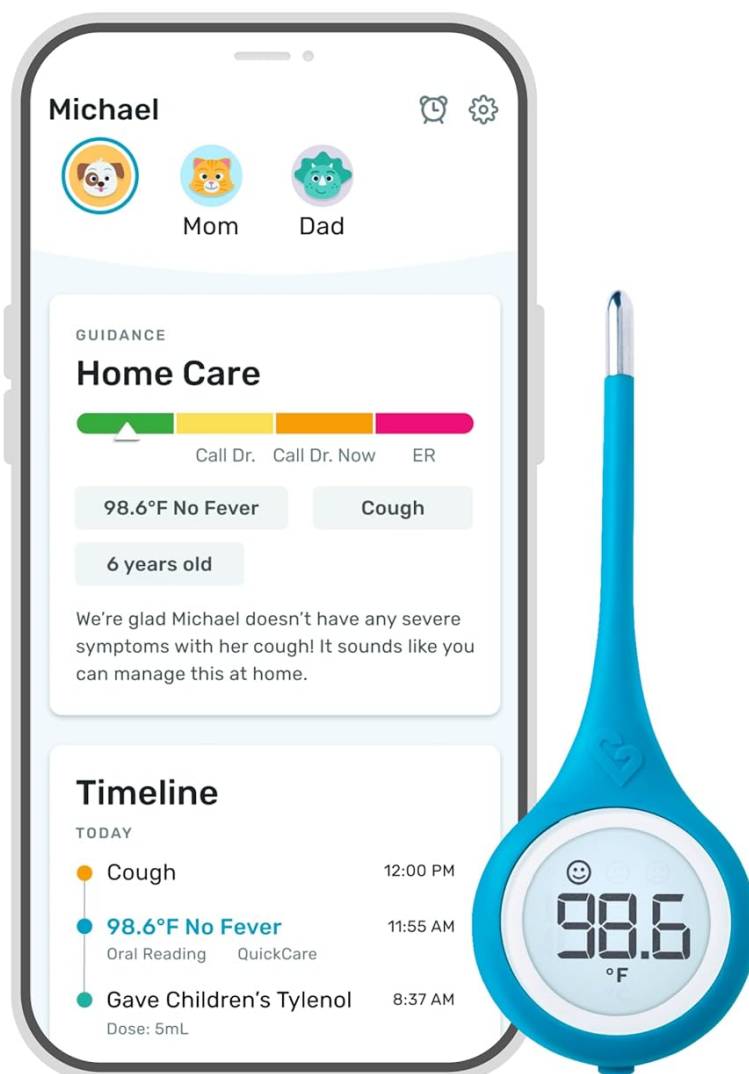 Michael
Mom Dad
GUIDANCE
Home Care
Call Dr. Call Dr. Now ER
98.6°F No Fever Cough
6 years old
We're glad Michael doesn't have any severe
symptoms with her cough! It sounds like you
can manage this at home.
Timeline
TODAY
Cough 12:00 PM
98.6°F No Fever 11:55 AM
Oral Reading QuickCare
Gave Children's Tylenol 8:37 AM
Dose: 5mL
98.6
°F